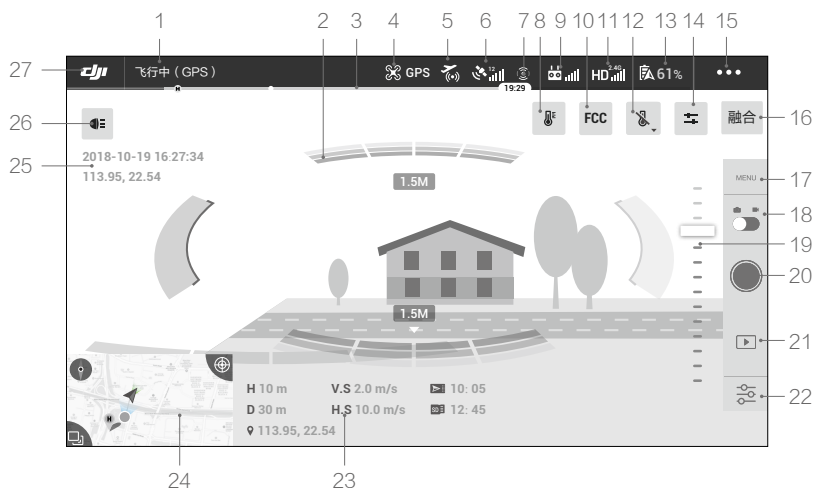 1 2 3 4 5 6 7 8 9 10 11 12 13 14 15
27 dji 飞行中（GPS） GPS 12 HD 2.4G 61%
H 19:29
26 FCC 融合 16
25 2018-10-19 16:27:34
113.95, 22.54
1.5M
MENU 17
18
19
20
1.5M
21
H 10 m V.S 2.0 m/s 10: 05
D 30 m H.S 10.0 m/s 12: 45
113.95, 22.54
H
22
24 23